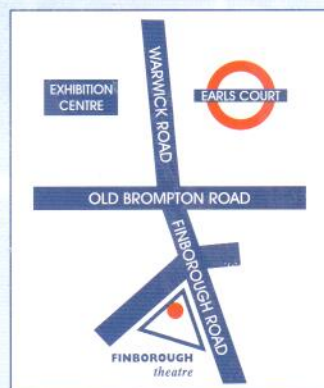 EXHIBITION
CENTRE
WARWICK ROAD
EARLS COURT
OLD BROMPTON ROAD
FINBOROUGH ROAD
FINBOROUGH
theatre